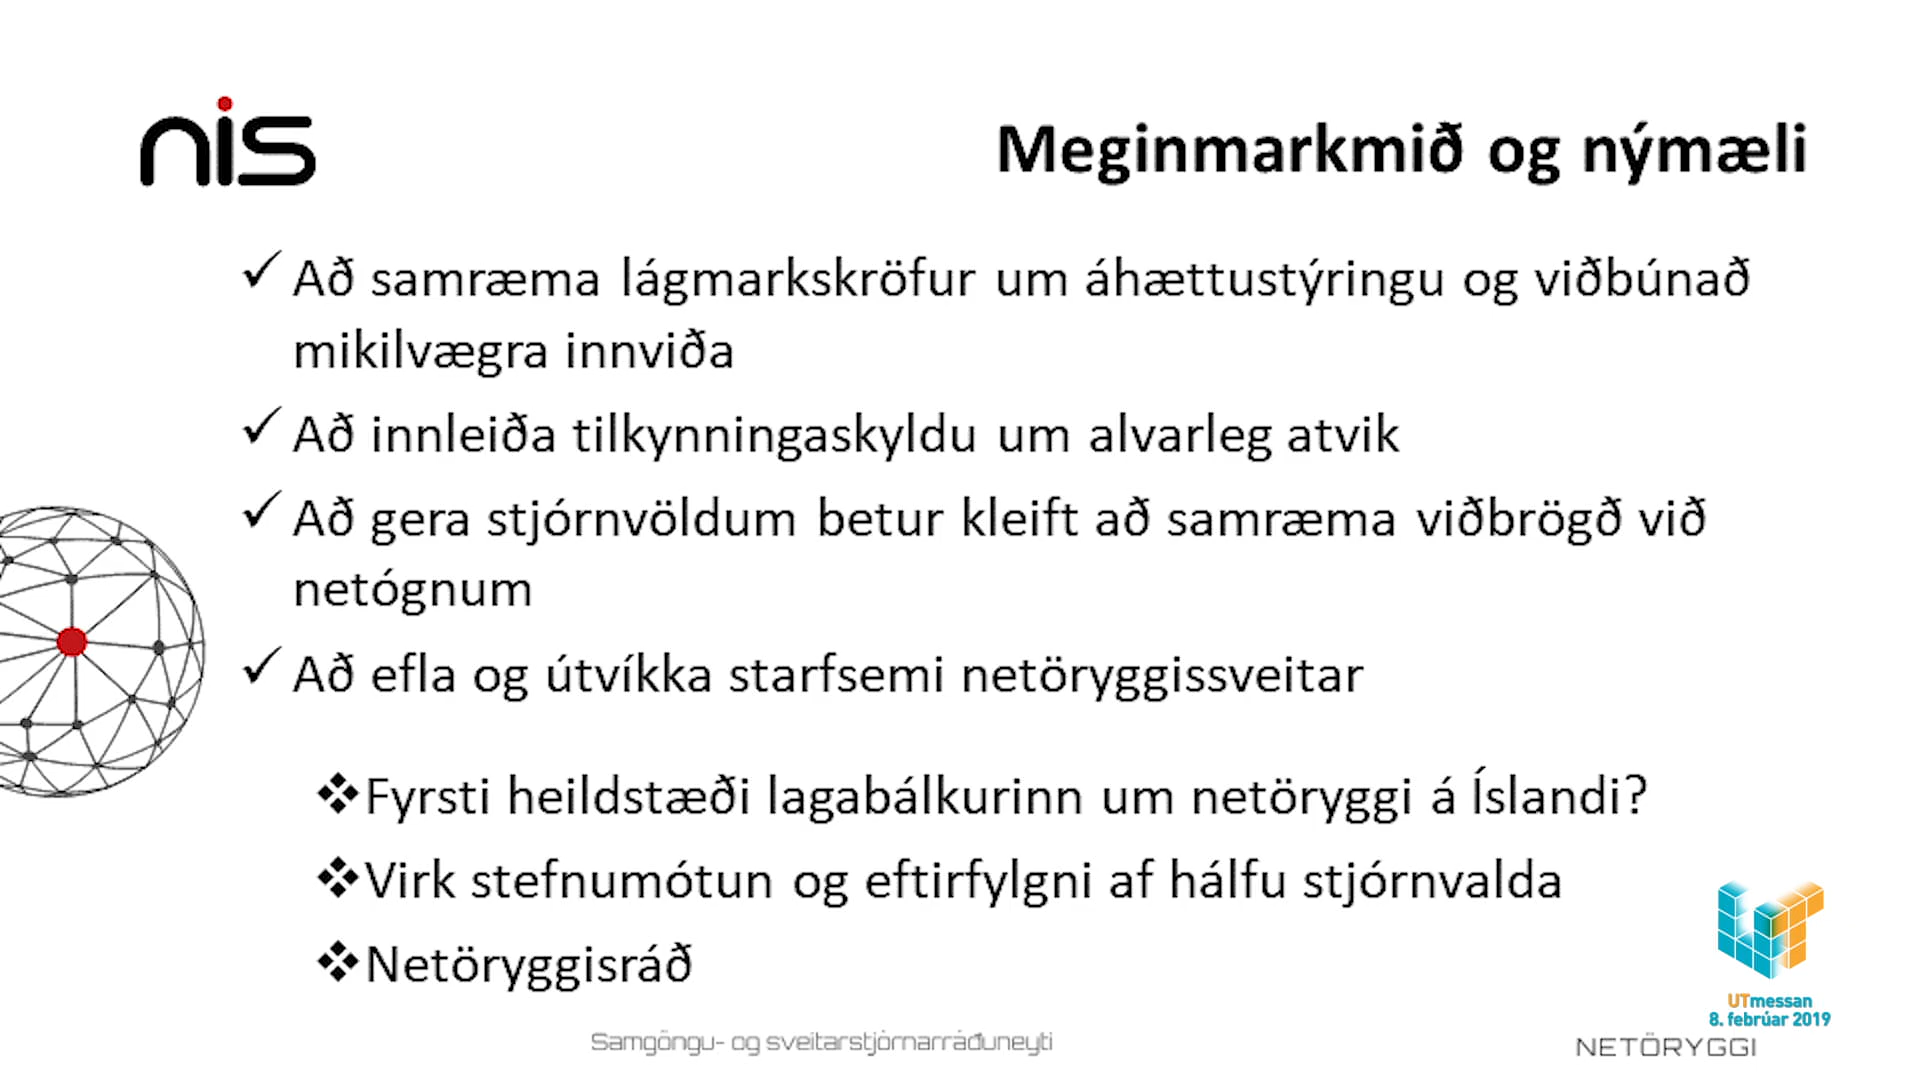 nis
Meginmarkmið og nýmæli
✓ Að samræma lágmarkskröfur um áhættustýringu og viðbúnað
mikilvægra innviða
✓ Að innleiða tilkynningaskyldu um alvarleg atvik
✓ Að gera stjórnvöldum betur kleift að samræma viðbrögð við
netógnum
✓ Að efla og útvíkka starfsemi netöryggissveitar
❖Fyrsti heildstæði lagabálkurinn um netöryggi á Íslandi?
❖Virk stefnumótun og eftirfylgni af hálfu stjórnvalda
❖Netöryggisráð
UTmessan
8. febrúar 2019
Samgöngu- og sveitarstjórnarráðuneyti
NETÖRYGGI